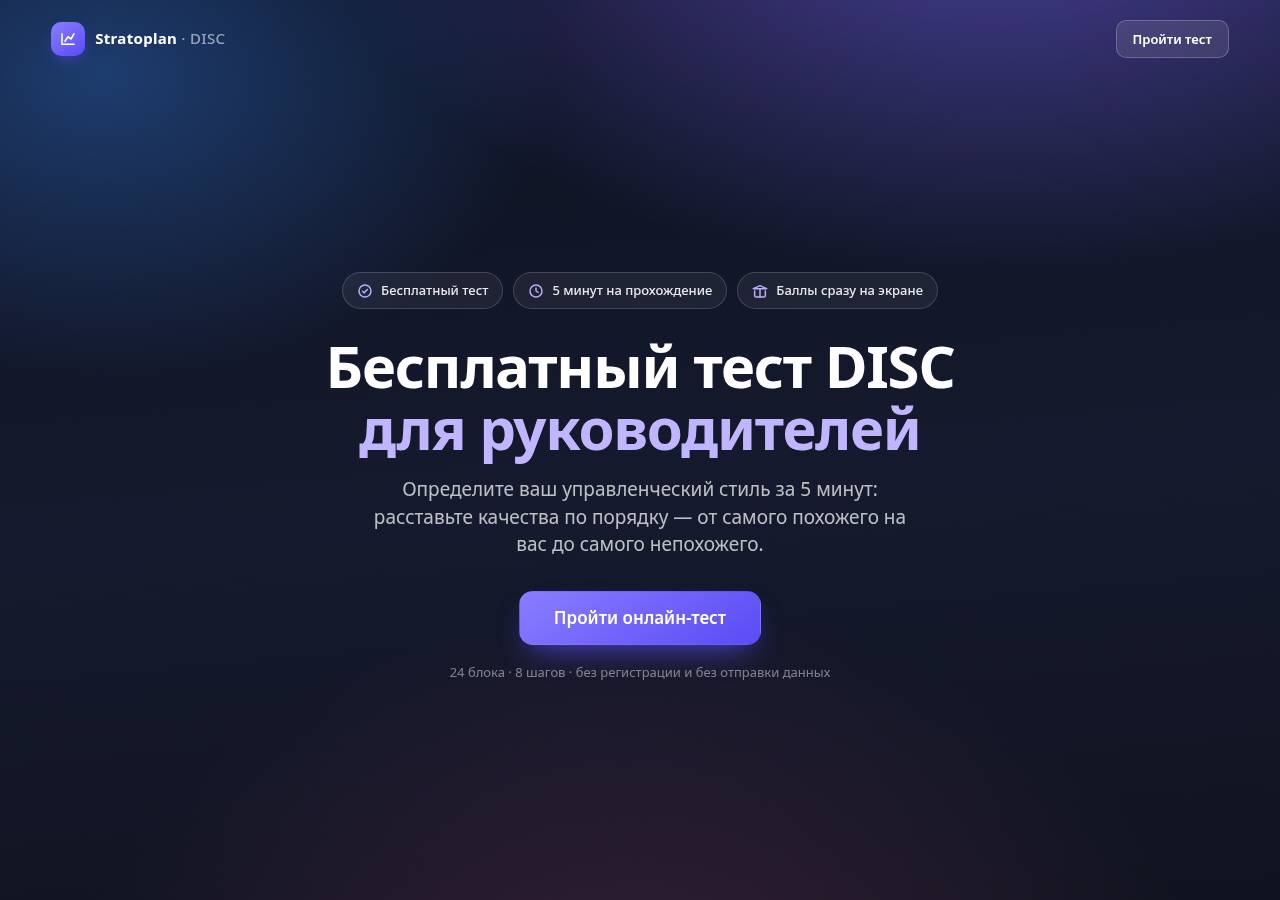 Stratoplan · DISC
Пройти тест
Бесплатный тест
5 минут на прохождение
Баллы сразу на экране
Бесплатный тест DISC
для руководителей
Определите ваш управленческий стиль за 5 минут:
расставьте качества по порядку — от самого похожего на
вас до самого непохожего.
Пройти онлайн-тест
24 блока · 8 шагов · без регистрации и без отправки данных